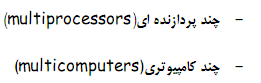 - چند پردازنده ای(multiprocessors)
- چند کامپیوتری(multicomputers)